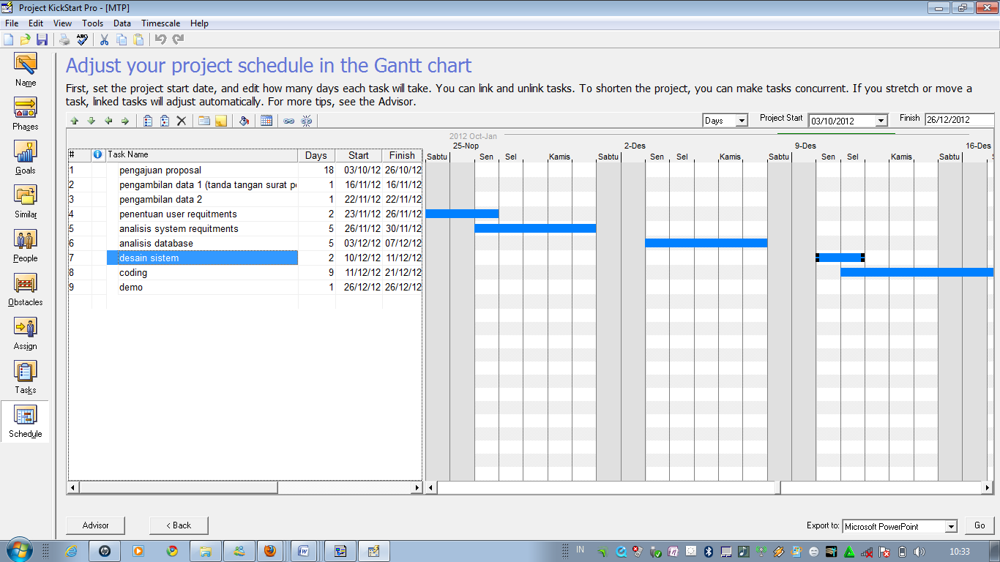 Project KickStart Pro - [MTP]
File Edit View Tools Data Timescale Help
Name
Phases
Goals
Similar
People
Obstacles
Assign
Tasks
Schedule
Adjust your project schedule in the Gantt chart
First, set the project start date, and edit how many days each task will take. You can link and unlink tasks. To shorten the project, you can make tasks concurrent. If you stretch or move a
task, linked tasks will adjust automatically. For more tips, see the Advisor.
Days Project Start 03/10/2012 Finish 26/12/2012
2012 Oct-Jan
25-Nop 2-Des 9-Des 16-Des
Sabtu Sen Sel Kamis Sabtu Sen Sel Kamis Sabtu Sen Sel Kamis Sabtu
# Task Name Days Start Finish
1 pengajuan proposal 18 03/10/12 26/10/12
2 pengambilan data 1 (tanda tangan surat pe 1 16/11/12 16/11/12
3 pengambilan data 2 1 22/11/12 22/11/12
4 penentuan user requitments 2 23/11/12 26/11/12
5 analisis system requitments 5 26/11/12 30/11/12
6 analisis database 5 03/12/12 07/12/12
7 desain sistem 2 10/12/12 11/12/12
8 coding 9 11/12/12 21/12/12
9 demo 1 26/12/12 26/12/12
Advisor < Back Export to: Microsoft PowerPoint Go
IN 10:33